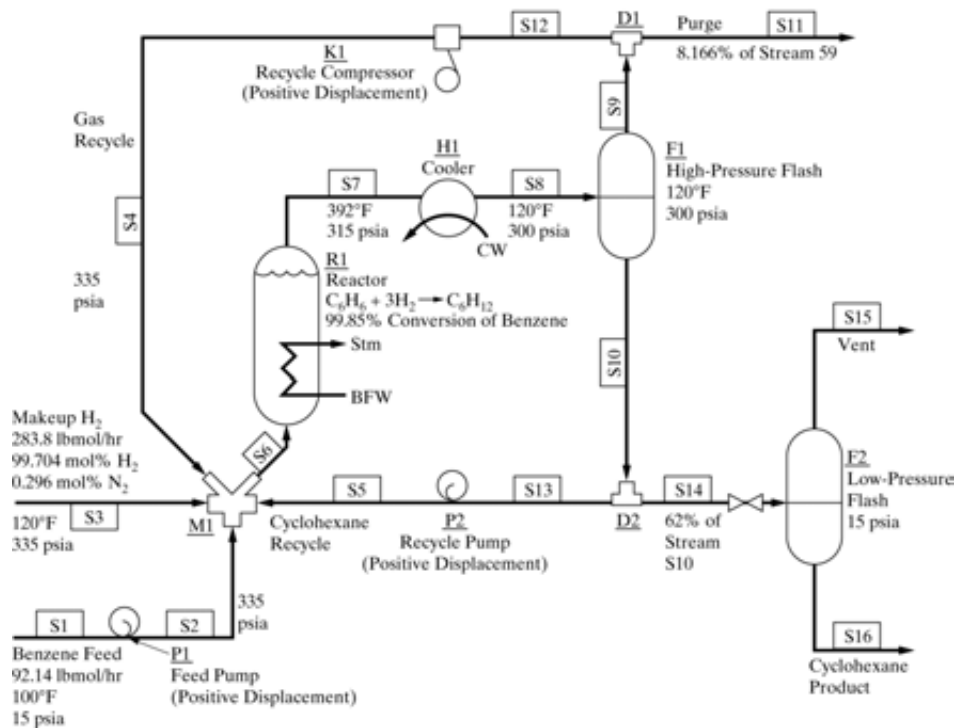 S12
D1
Purge
S11
8.166% of Stream 59
K1
Recycle Compressor
(Positive Displacement)
S9
Gas
Recycle
S4
335
psia
H1
Cooler
S7
392°F
315 psia
S8
120°F
300 psia
CW
F1
High-Pressure Flash
120°F
300 psia
R1
Reactor
C₆H₆ + 3H₂ → C₆H₁₂
99.85% Conversion of Benzene
Stm
BFW
S10
S15
Vent
Makeup H₂
283.8 lbmol/hr
99.704 mol% H₂
0.296 mol% N₂
S3
120°F
335 psia
S6
M1
S5
Cyclohexane
Recycle
S13
P2
Recycle Pump
(Positive Displacement)
D2
S14
62% of
Stream
S10
F2
Low-Pressure
Flash
15 psia
335
psia
S1
S2
Benzene Feed
92.14 lbmol/hr
100°F
15 psia
P1
Feed Pump
(Positive Displacement)
S16
Cyclohexane
Product